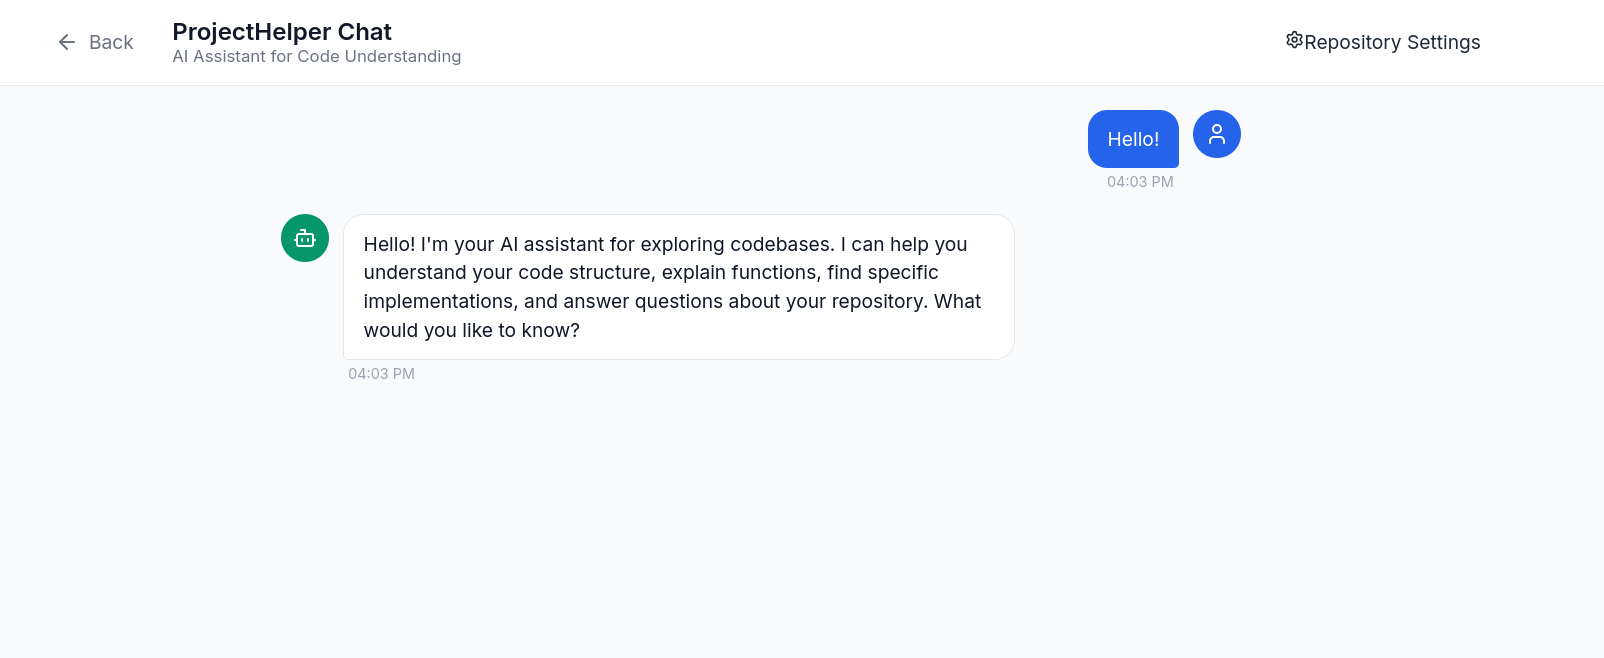 Back
ProjectHelper Chat
AI Assistant for Code Understanding
Repository Settings
Hello!
04:03 PM
Hello! I'm your AI assistant for exploring codebases. I can help you
understand your code structure, explain functions, find specific
implementations, and answer questions about your repository. What
would you like to know?
04:03 PM